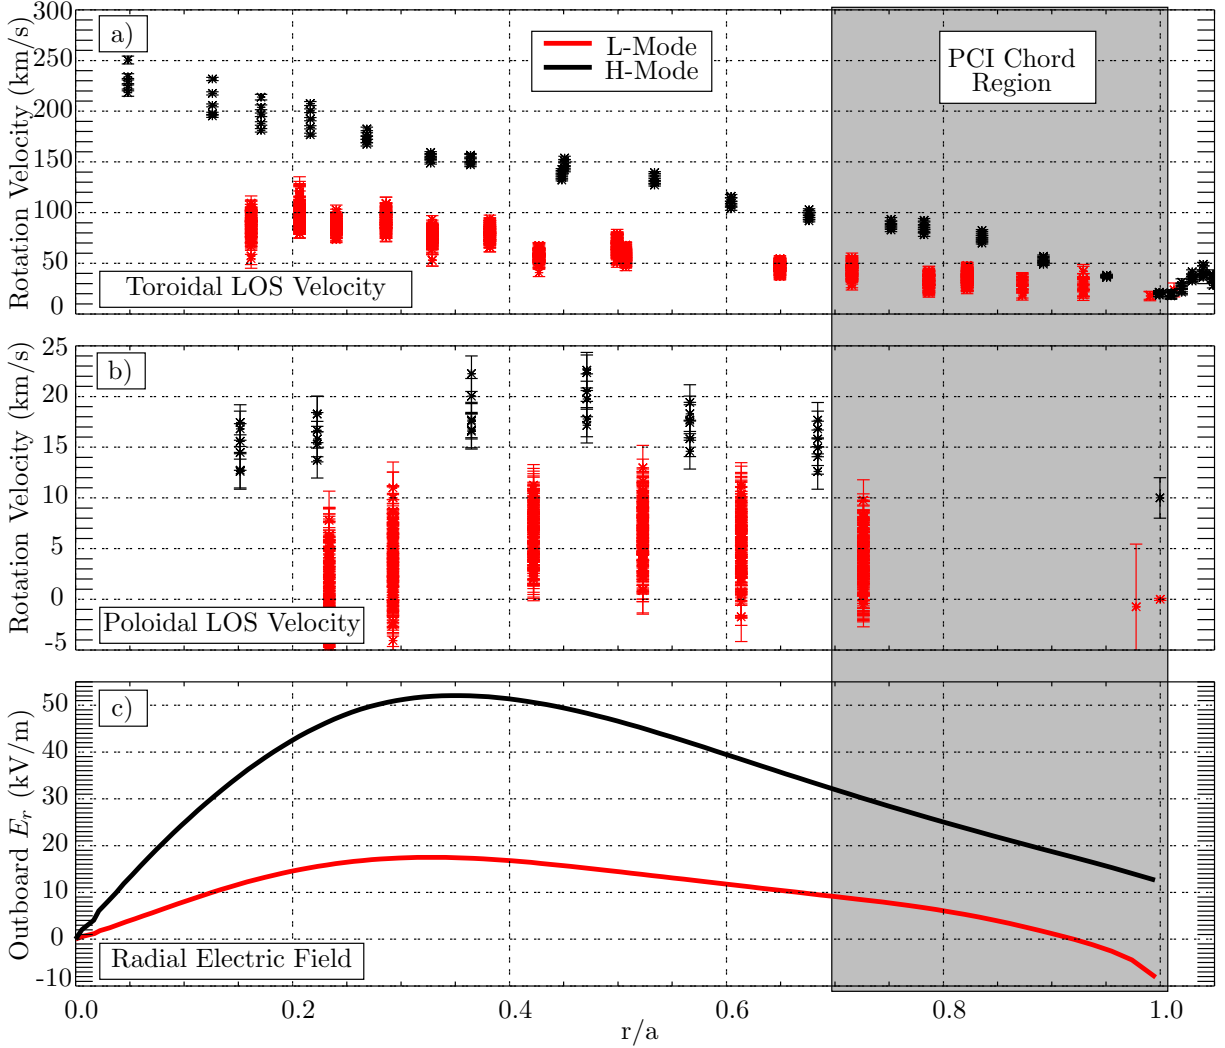 a)
L-Mode
H-Mode
PCI Chord
Region
Rotation Velocity (km/s)
300
250
200
150
100
50
0
Toroidal LOS Velocity
b)
Rotation Velocity (km/s)
25
20
15
10
5
0
-5
Poloidal LOS Velocity
c)
Outboard E_r (kV/m)
50
40
30
20
10
0
-10
Radial Electric Field
0.0 0.2 0.4 0.6 0.8 1.0
r/a